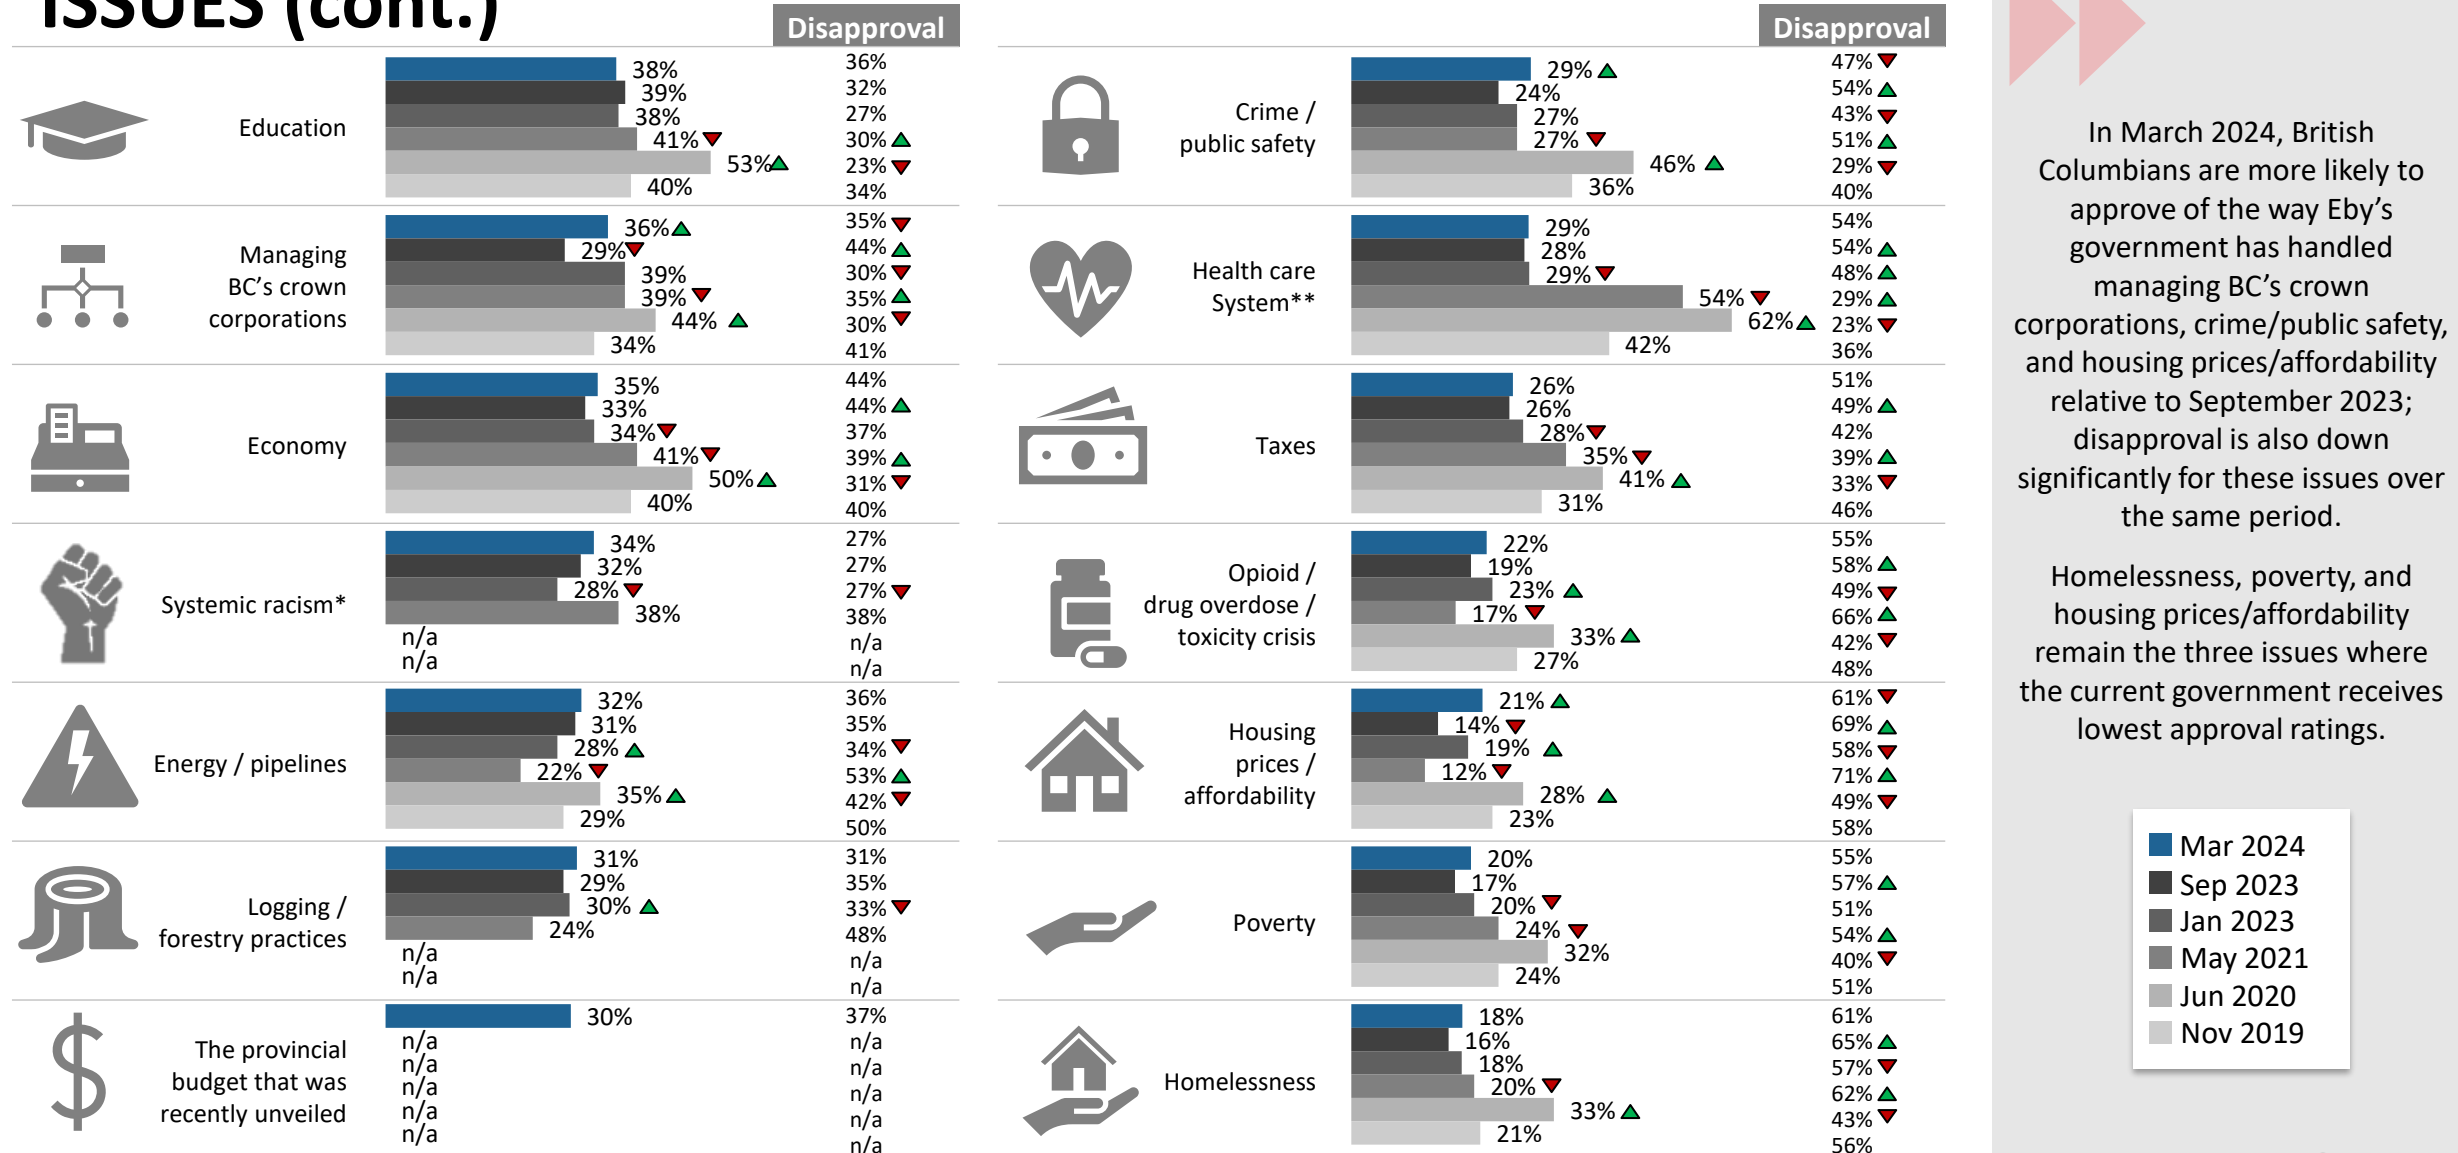 ISSUES (cont.)
Disapproval
Education
38%
39%
38%
41%
53%
40%
36%
32%
27%
30%
23%
34%
Managing
BC's crown
corporations
36%
29%
39%
39%
44%
34%
35%
44%
30%
35%
30%
41%
Economy
35%
33%
34%
41%
50%
40%
44%
44%
37%
39%
31%
40%
Systemic racism*
34%
32%
28%
38%
n/a
n/a
27%
27%
27%
38%
n/a
n/a
Energy / pipelines
32%
31%
28%
22%
35%
29%
36%
35%
34%
53%
42%
50%
Logging /
forestry practices
31%
29%
30%
24%
n/a
n/a
31%
35%
33%
48%
n/a
n/a
The provincial
budget that was
recently unveiled
30%
n/a
n/a
n/a
n/a
n/a
37%
n/a
n/a
n/a
n/a
n/a
Disapproval
Crime /
public safety
29%
24%
27%
27%
46%
36%
47%
54%
43%
51%
29%
40%
Health care
System**
29%
28%
29%
54%
62%
42%
54%
54%
48%
29%
23%
36%
Taxes
26%
26%
28%
35%
41%
31%
51%
49%
42%
39%
33%
46%
Opioid /
drug overdose /
toxicity crisis
22%
19%
23%
17%
33%
27%
55%
58%
49%
66%
42%
48%
Housing
prices /
affordability
21%
14%
19%
12%
28%
23%
61%
69%
58%
71%
49%
58%
Poverty
20%
17%
20%
24%
32%
24%
55%
57%
51%
54%
40%
51%
Homelessness
18%
16%
18%
20%
33%
21%
61%
65%
57%
62%
43%
56%
In March 2024, British
Columbians are more likely to
approve of the way Eby's
government has handled
managing BC's crown
corporations, crime/public safety,
and housing prices/affordability
relative to September 2023;
disapproval is also down
significantly for these issues over
the same period.
Homelessness, poverty, and
housing prices/affordability
remain the three issues where
the current government receives
lowest approval ratings.
Mar 2024
Sep 2023
Jan 2023
May 2021
Jun 2020
Nov 2019